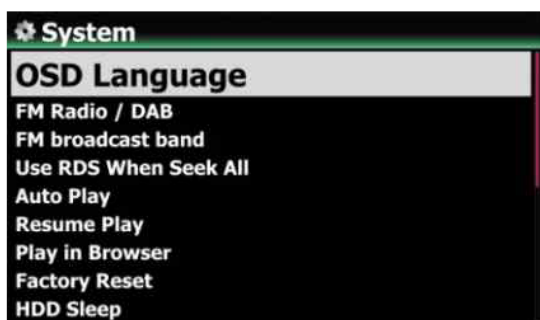 System
OSD Language
FM Radio / DAB
FM broadcast band
Use RDS When Seek All
Auto Play
Resume Play
Play in Browser
Factory Reset
HDD Sleep